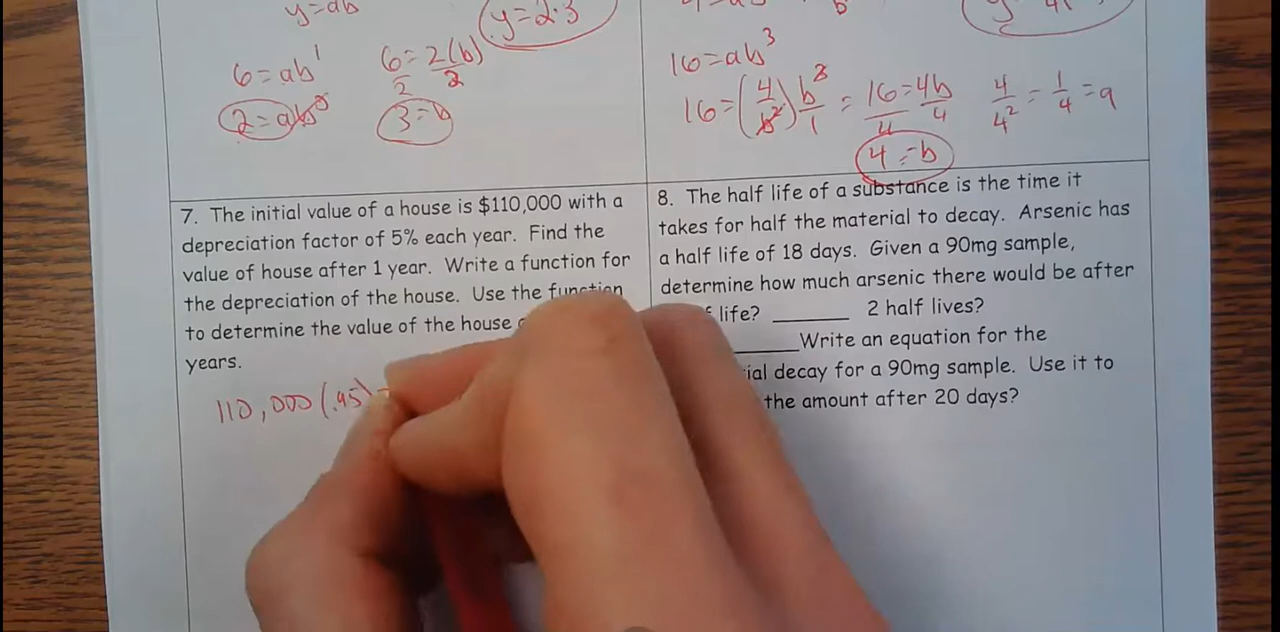 y=ab
y=2·3
6=ab¹
6/2=2(b)/2
2=ab⁰
3=b
16=ab³
16=(4/b²)b³/1 = 16/4=4b/4
4/4²=1/4=a
4=b
7. The initial value of a house is $110,000 with a
depreciation factor of 5% each year. Find the
value of house after 1 year. Write a function for
the depreciation of the house. Use the function
to determine the value of the house
years.
110,000(.95)
8. The half life of a substance is the time it
takes for half the material to decay. Arsenic has
a half life of 18 days. Given a 90mg sample,
determine how much arsenic there would be after
life? ______ 2 half lives?
______Write an equation for the
decay for a 90mg sample. Use it to
the amount after 20 days?